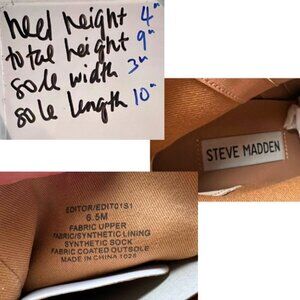 heel height 4"
total height 9"
sole width 3"
sole length 10"
STEVE MADDEN
EDITOR/EDIT01S1
6.5M
FABRIC UPPER
FABRIC/SYNTHETIC LINING
SYNTHETIC SOCK
FABRIC COATED OUTSOLE
MADE IN CHINA 1028